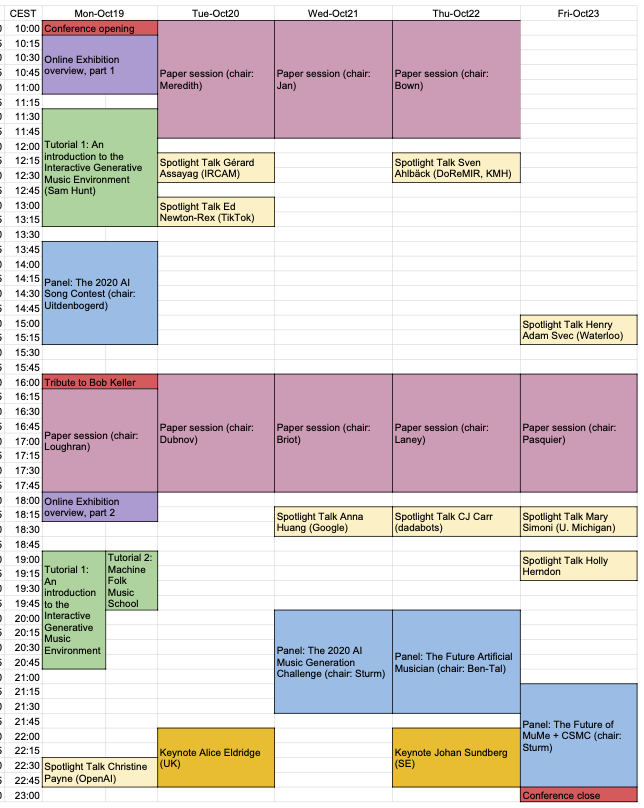 CEST Mon-Oct19 Tue-Oct20 Wed-Oct21 Thu-Oct22 Fri-Oct23
10:00 Conference opening
10:15
10:30 Online Exhibition
10:45 overview, part 1
Paper session (chair:
Meredith)
Paper session (chair:
Jan)
Paper session (chair:
Bown)
11:00
11:15
11:30
11:45
12:00
Tutorial 1: An
introduction to the
Interactive Generative
Music Environment
(Sam Hunt)
12:15
12:30
Spotlight Talk Gérard
Assayag (IRCAM)
Spotlight Talk Sven
Ahlbäck (DoReMIR, KMH)
12:45
13:00
13:15
Spotlight Talk Ed
Newton-Rex (TikTok)
13:30
13:45
14:00
14:15
14:30
14:45
Panel: The 2020 AI
Song Contest (chair:
Uitdenbogerd)
15:00
15:15
Spotlight Talk Henry
Adam Svec (Waterloo)
15:30
15:45
16:00 Tribute to Bob Keller
16:15
16:30
16:45
17:00
17:15
17:30
17:45
Paper session (chair:
Loughran)
Paper session (chair:
Dubnov)
Paper session (chair:
Briot)
Paper session (chair:
Laney)
Paper session (chair:
Pasquier)
18:00
18:15
18:30
Online Exhibition
overview, part 2
Spotlight Talk Anna
Huang (Google)
Spotlight Talk CJ Carr
(dadabots)
Spotlight Talk Mary
Simoni (U. Michigan)
18:45
19:00
19:15
19:30
19:45
Tutorial 1:
An
introduction
to the
Interactive
Generative
Music
Environment
Tutorial 2:
Machine
Folk
Music
School
Spotlight Talk Holly
Herndon
20:00
20:15
20:30
20:45
21:00
21:15
21:30
Panel: The 2020 AI
Music Generation
Challenge (chair: Sturm)
Panel: The Future Artificial
Musician (chair: Ben-Tal)
21:45
22:00
22:15
22:30
22:45
Panel: The Future of
MuMe + CSMC (chair:
Sturm)
Keynote Alice Eldridge
(UK)
Keynote Johan Sundberg
(SE)
Spotlight Talk Christine
Payne (OpenAI)
23:00 Conference close